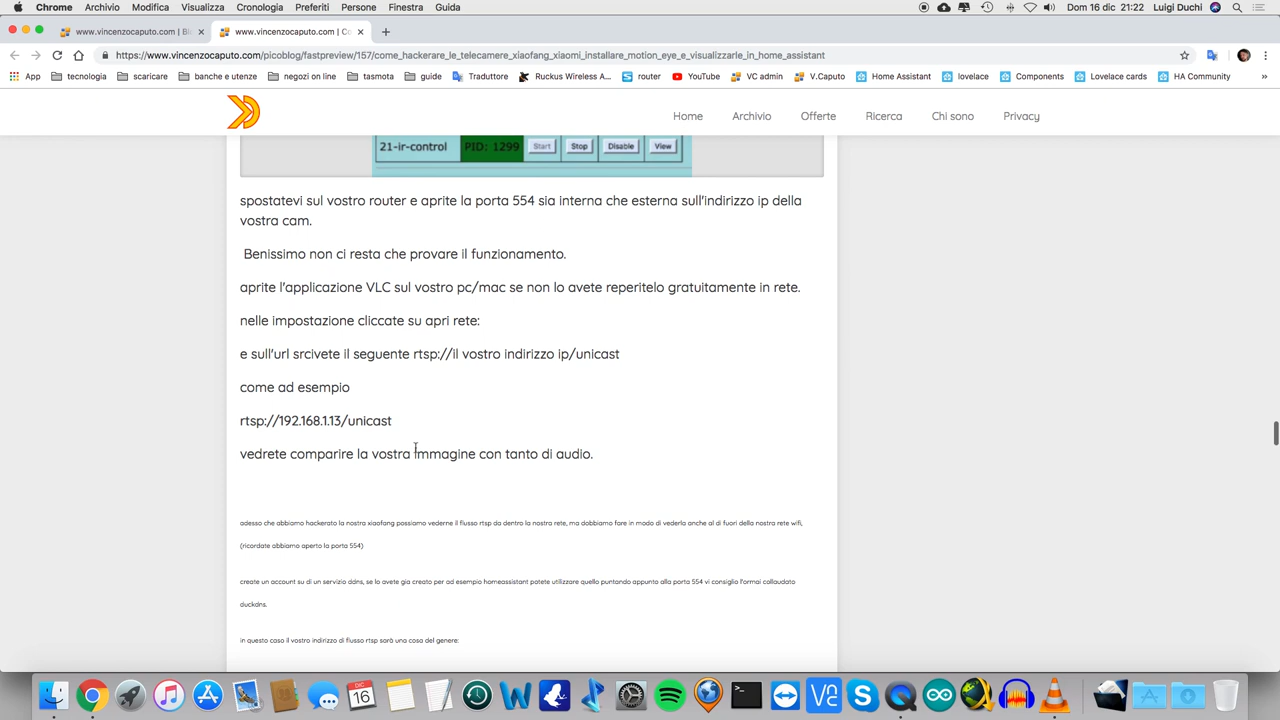 Chrome Archivio Modifica Visualizza Cronologia Preferiti Persone Finestra Guida Dom 16 dic 21:22 Luigi Duchi
www.vincenzocaputo.com | Bl www.vincenzocaputo.com | Co
https://www.vincenzocaputo.com/picoblog/fastpreview/157/come_hackerare_le_telecamere_xiaofang_xiaomi_installare_motion_eye_e_visualizzarle_in_home_assistant
App tecnologia scaricare banche e utenze negozi on line tasmota guide Traduttore Ruckus Wireless A... router YouTube VC admin V.Caputo Home Assistant lovelace Components Lovelace cards HA Community »
Home Archivio Offerte Ricerca Chi sono Privacy
21-ir-control PID: 1299 Start Stop Disable View
spostatevi sul vostro router e aprite la porta 554 sia interna che esterna sull'indirizzo ip della
vostra cam.
Benissimo non ci resta che provare il funzionamento.
aprite l'applicazione VLC sul vostro pc/mac se non lo avete reperitelo gratuitamente in rete.
nelle impostazione cliccate su apri rete:
e sull'url srcivete il seguente rtsp://il vostro indirizzo ip/unicast
come ad esempio
rtsp://192.168.1.13/unicast
vedrete comparire la vostra immagine con tanto di audio.
adesso che abbiamo hackerato la nostra xiaofang possiamo vederne il flusso rtsp da dentro la nostra rete, ma dobbiamo fare in modo di vederla anche al di fuori della nostra rete wifi,
(ricordate abbiamo aperto la porta 554)
create un account su di un servizio ddns, se lo avete gia creato per ad esempio homeassistant potete utilizzare quello puntando appunto alla porta 554 vi consiglio l'ormai collaudato
duckdns.
in questo caso il vostro indirizzo di flusso rtsp sarà una cosa del genere:
DIC
16